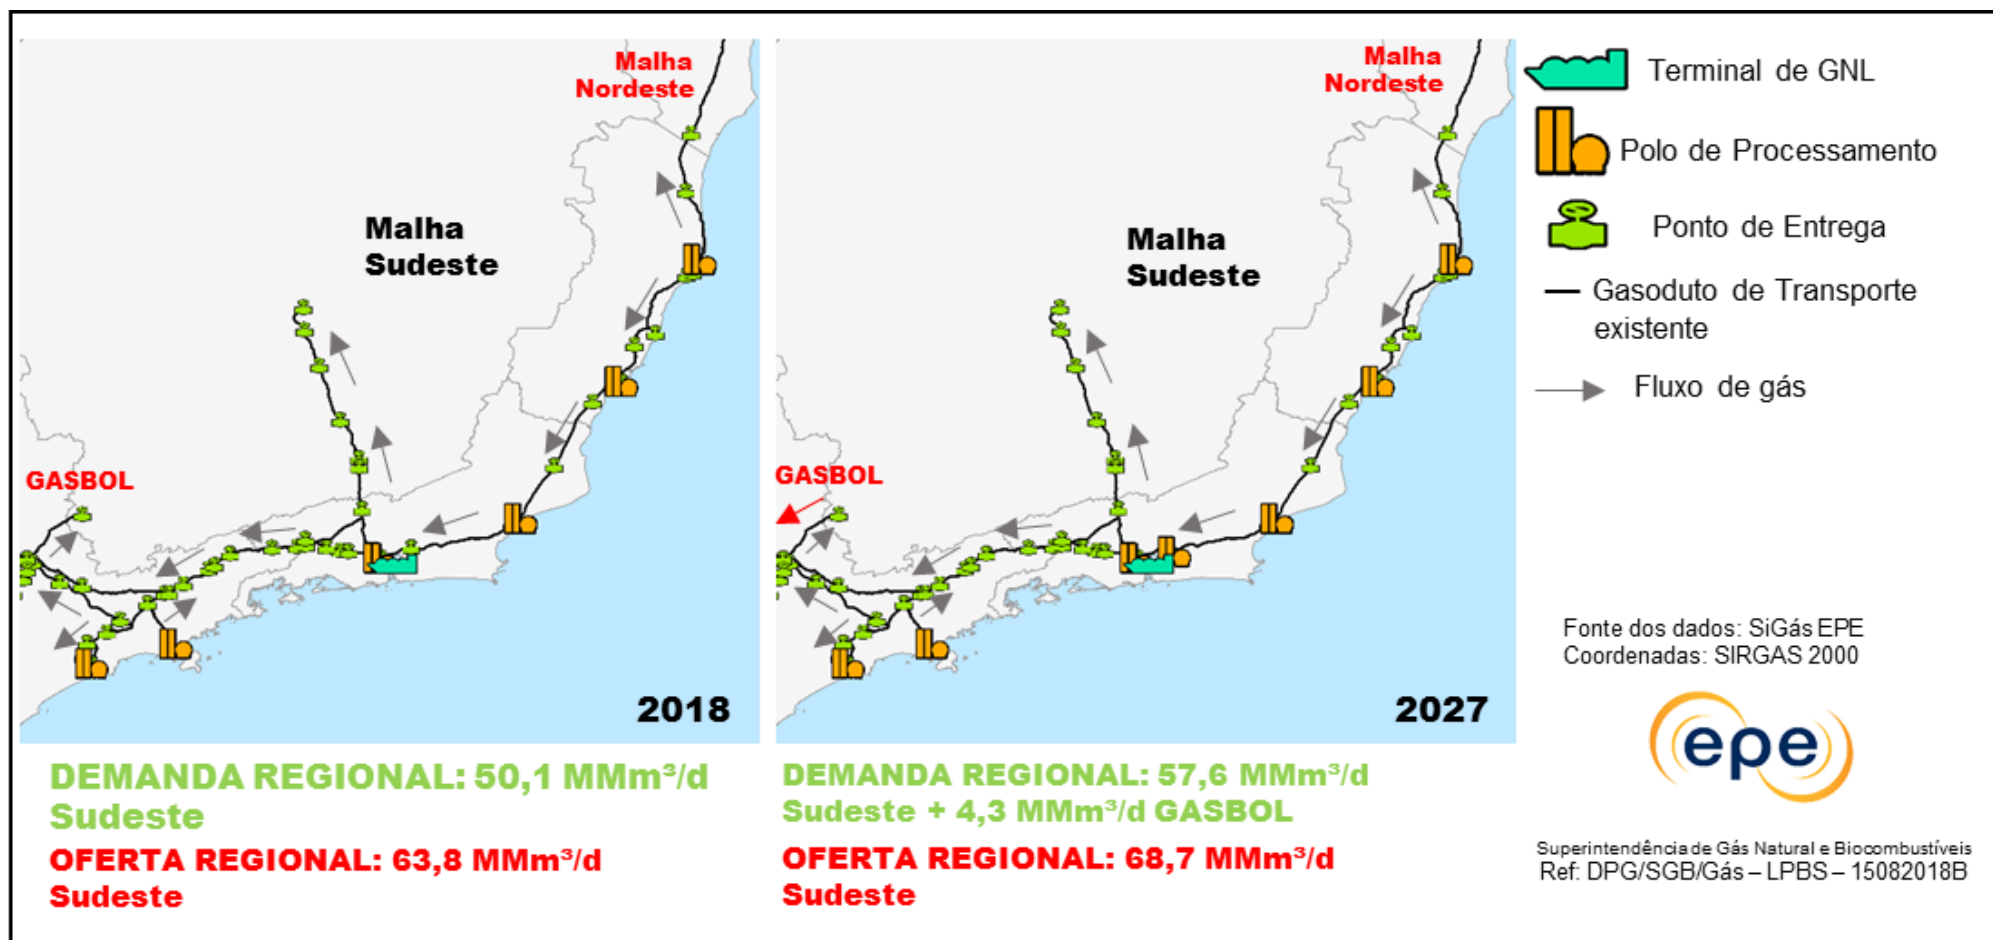 Malha
Nordeste
Malha
Sudeste
GASBOL
2018
DEMANDA REGIONAL: 50,1 MMm³/d
Sudeste
OFERTA REGIONAL: 63,8 MMm³/d
Sudeste
Malha
Nordeste
Malha
Sudeste
GASBOL
2027
DEMANDA REGIONAL: 57,6 MMm³/d
Sudeste + 4,3 MMm³/d GASBOL
OFERTA REGIONAL: 68,7 MMm³/d
Sudeste
Terminal de GNL
Polo de Processamento
Ponto de Entrega
Gasoduto de Transporte
existente
Fluxo de gás
Fonte dos dados: SiGás EPE
Coordenadas: SIRGAS 2000
epe
Superintendência de Gás Natural e Biocombustíveis
Ref: DPG/SGB/Gás – LPBS – 15082018B